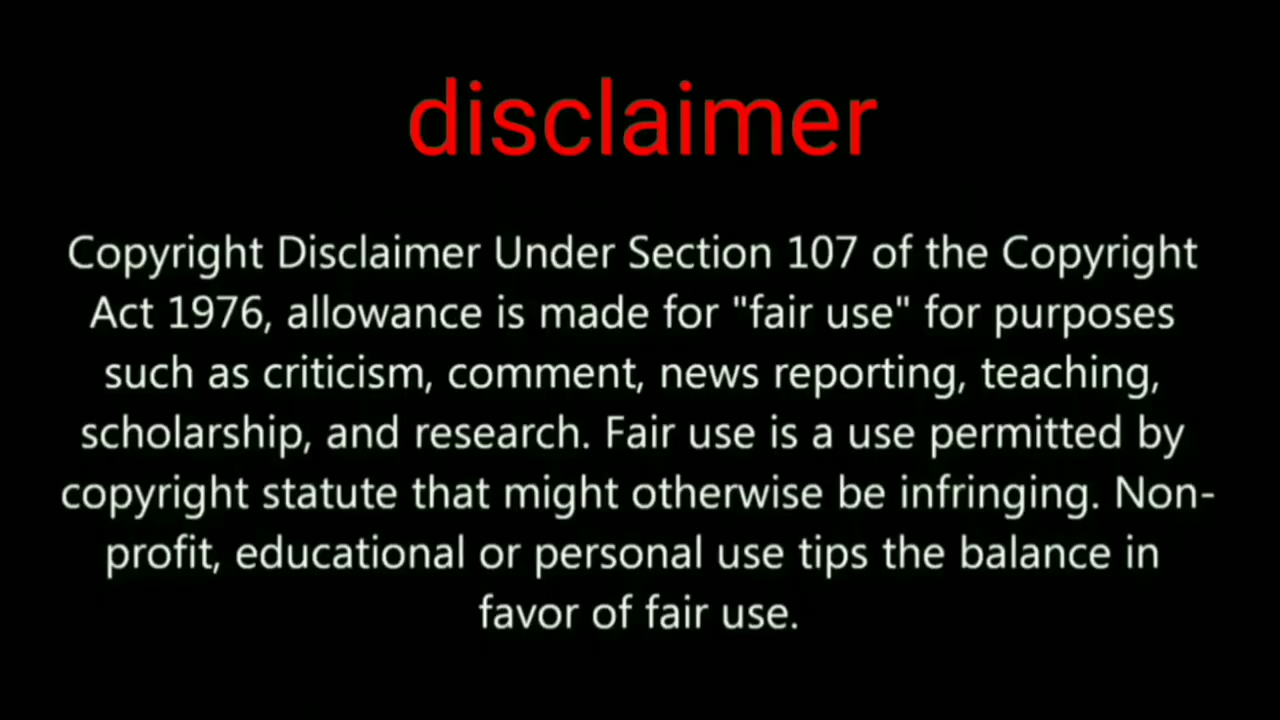 disclaimer
Copyright Disclaimer Under Section 107 of the Copyright
Act 1976, allowance is made for "fair use" for purposes
such as criticism, comment, news reporting, teaching,
scholarship, and research. Fair use is a use permitted by
copyright statute that might otherwise be infringing. Non-
profit, educational or personal use tips the balance in
favor of fair use.